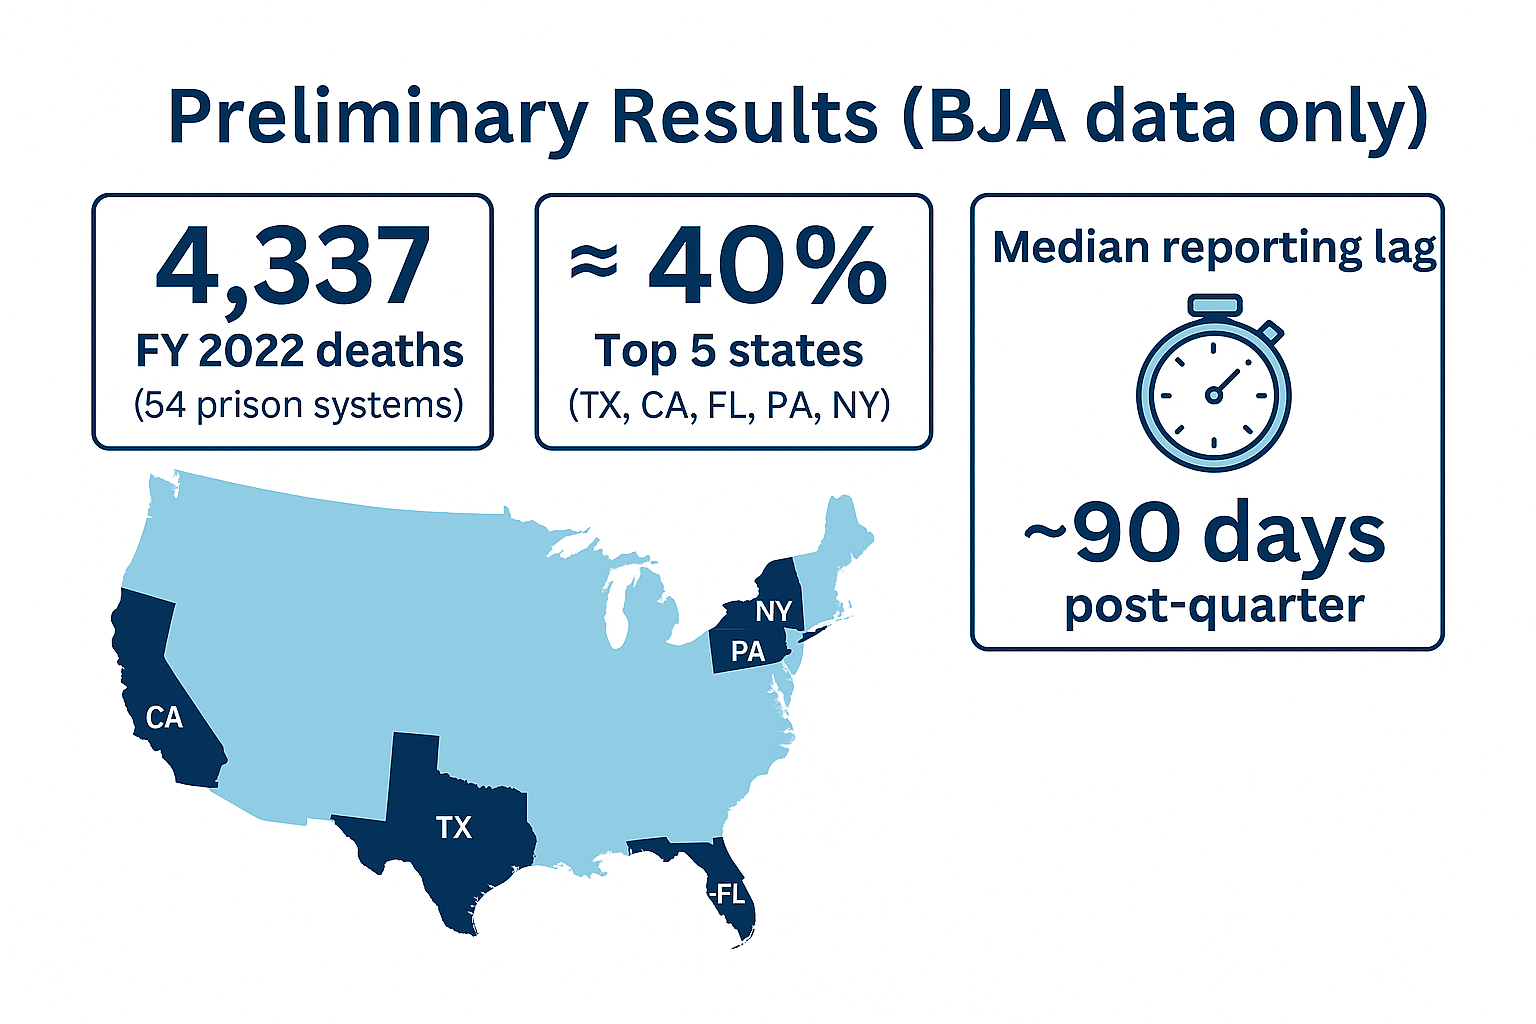 Preliminary Results (BJA data only)
4,337
FY 2022 deaths
(54 prison systems)
≈ 40%
Top 5 states
(TX, CA, FL, PA, NY)
Median reporting lag
~90 days
post-quarter
NY
PA
CA
TX
-FL